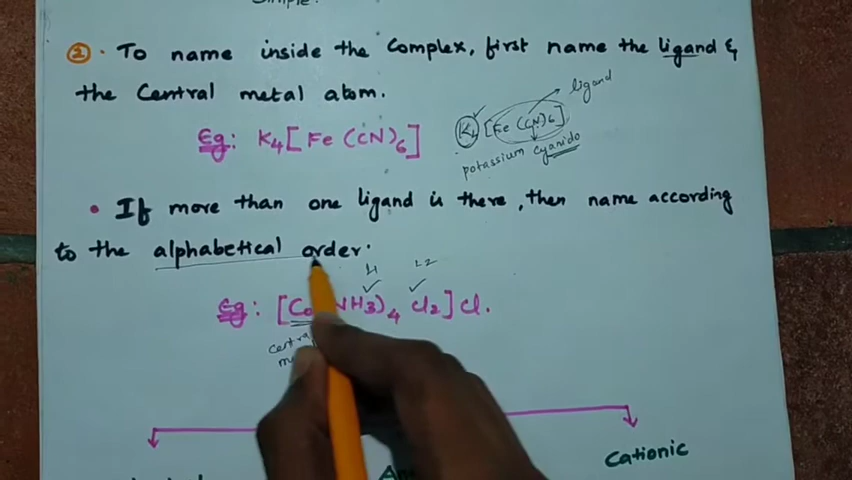 Simple.
② · To name inside the Complex, first name the ligand &
the Central metal atom.
ligand
Eg: K4[Fe(CN)6]
K4 [Fe(CN)6]
potassium cyanido
• If more than one ligand is there, then name according
to the alphabetical order.
L1 L2
Eg: [Co NH3)4 Cl2]Cl.
Cationic